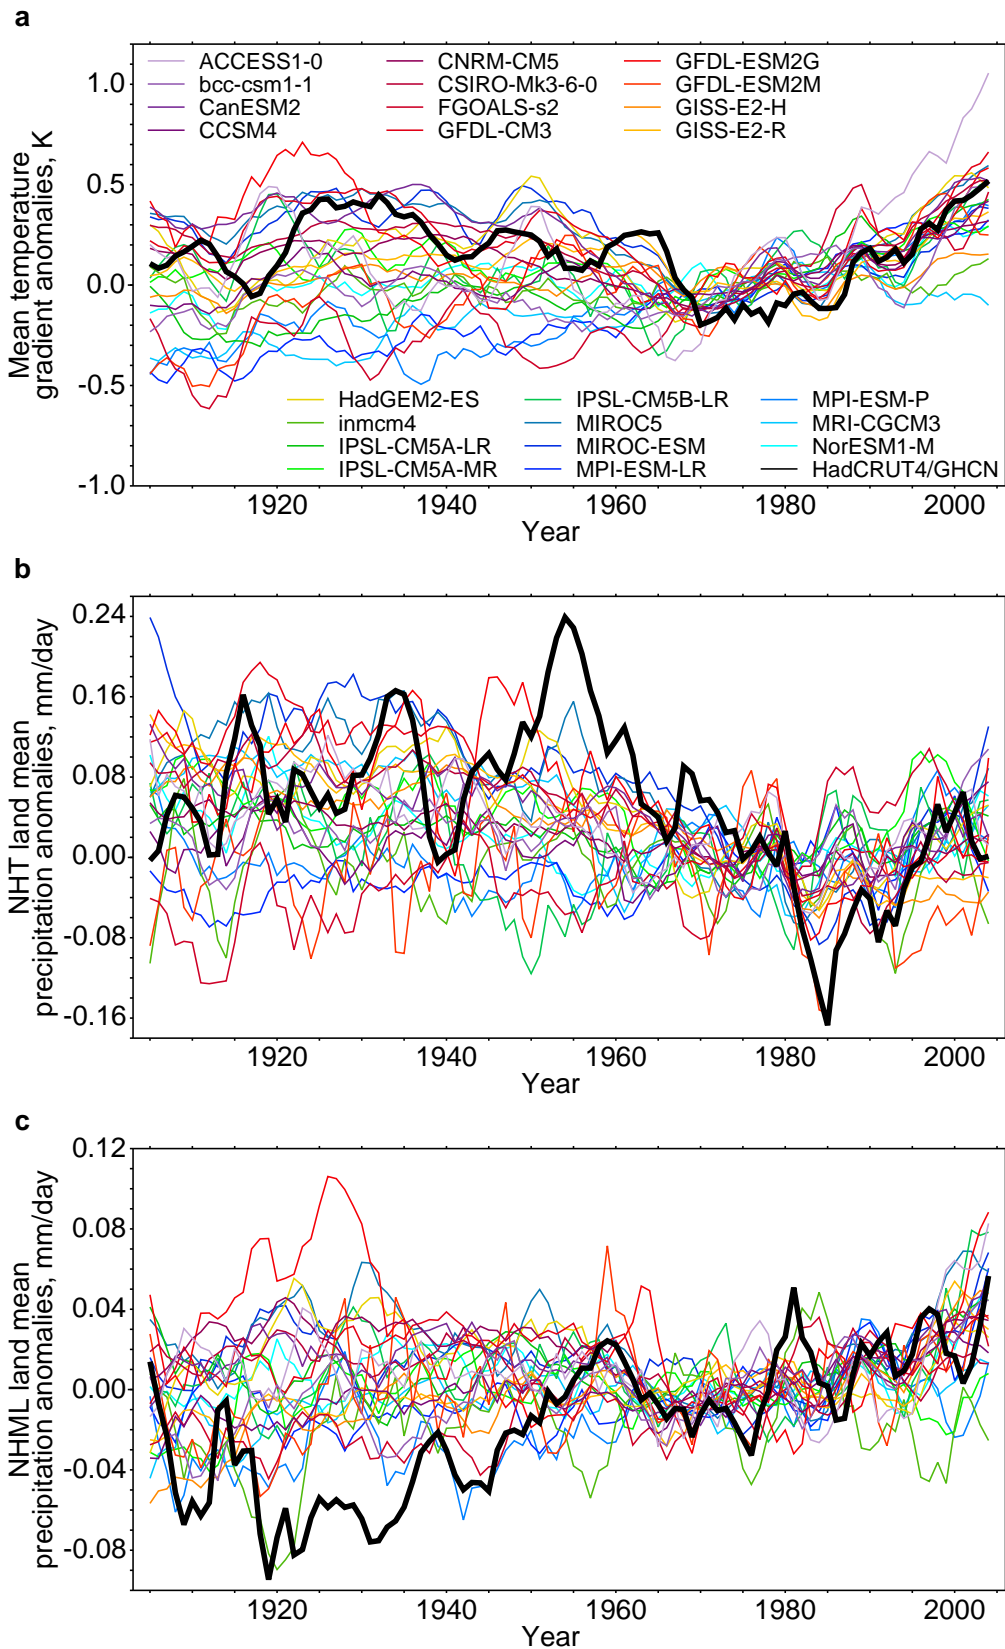 a
Mean temperature
gradient anomalies, K
1.0
0.5
0.0
-0.5
-1.0
ACCESS1-0
bcc-csm1-1
CanESM2
CCSM4
CNRM-CM5
CSIRO-Mk3-6-0
FGOALS-s2
GFDL-CM3
GFDL-ESM2G
GFDL-ESM2M
GISS-E2-H
GISS-E2-R
HadGEM2-ES
inmcm4
IPSL-CM5A-LR
IPSL-CM5A-MR
IPSL-CM5B-LR
MIROC5
MIROC-ESM
MPI-ESM-LR
MPI-ESM-P
MRI-CGCM3
NorESM1-M
HadCRUT4/GHCN
1920 1940 1960 1980 2000
Year
b
NHT land mean
precipitation anomalies, mm/day
0.24
0.16
0.08
0.00
-0.08
-0.16
1920 1940 1960 1980 2000
Year
c
NHML land mean
precipitation anomalies, mm/day
0.12
0.08
0.04
0.00
-0.04
-0.08
1920 1940 1960 1980 2000
Year